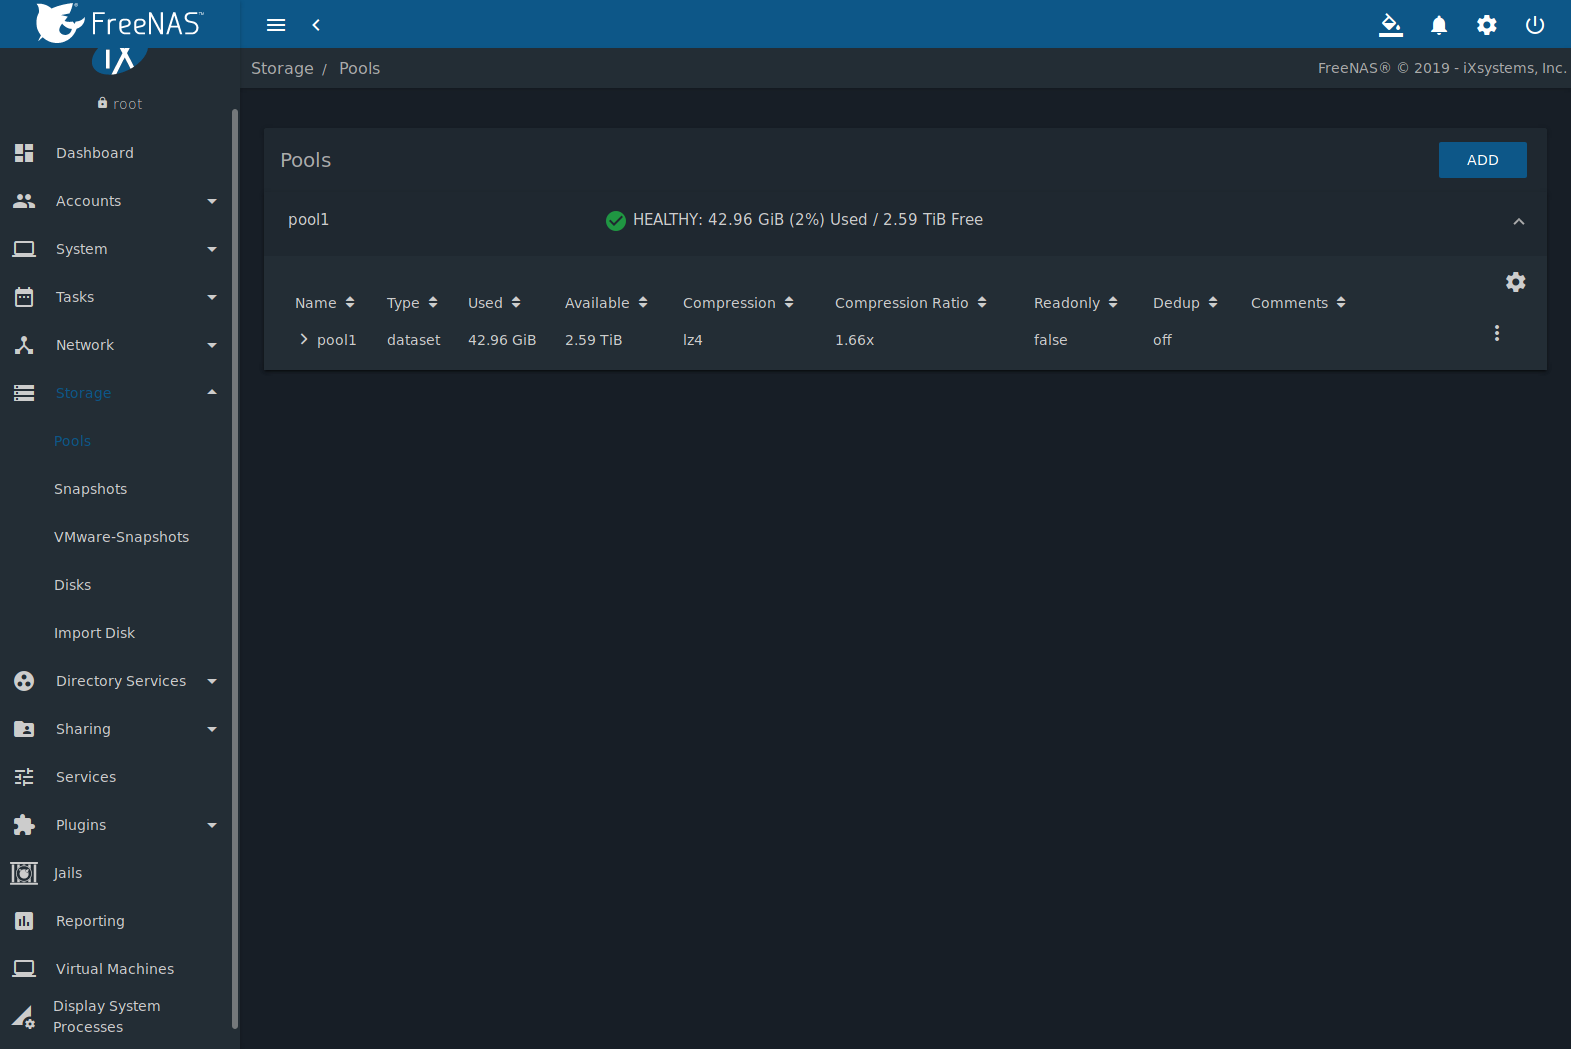 FreeNAS™
iX
root
Dashboard
Accounts
System
Tasks
Network
Storage
Pools
Snapshots
VMware-Snapshots
Disks
Import Disk
Directory Services
Sharing
Services
Plugins
Jails
Reporting
Virtual Machines
Display System
Processes
Storage / Pools
FreeNAS® © 2019 - iXsystems, Inc.
Pools
ADD
pool1 HEALTHY: 42.96 GiB (2%) Used / 2.59 TiB Free
Name Type Used Available Compression Compression Ratio Readonly Dedup Comments
pool1 dataset 42.96 GiB 2.59 TiB lz4 1.66x false off